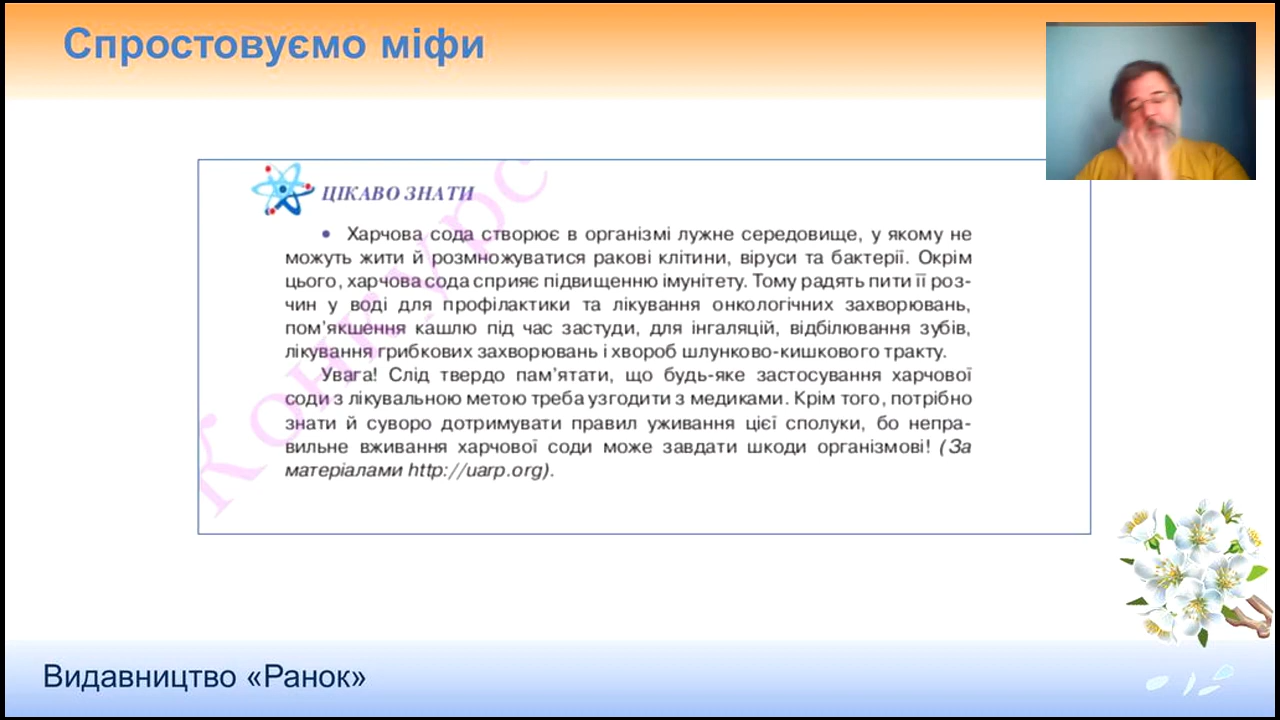 Спростовуємо міфи
ЦІКАВО ЗНАТИ
• Харчова сода створює в організмі лужне середовище, у якому не
можуть жити й розмножуватися ракові клітини, віруси та бактерії. Окрім
цього, харчова сода сприяє підвищенню імунітету. Тому радять пити її роз-
чин у воді для профілактики та лікування онкологічних захворювань,
пом'якшення кашлю під час застуди, для інгаляцій, відбілювання зубів,
лікування грибкових захворювань і хвороб шлунково-кишкового тракту.
Увага! Слід твердо пам'ятати, що будь-яке застосування харчової
соди з лікувальною метою треба узгодити з медиками. Крім того, потрібно
знати й суворо дотримувати правил уживання цієї сполуки, бо непра-
вильне вживання харчової соди може завдати шкоди організмові! (За
матеріалами http://uarp.org).
Конкурс
Видавництво «Ранок»